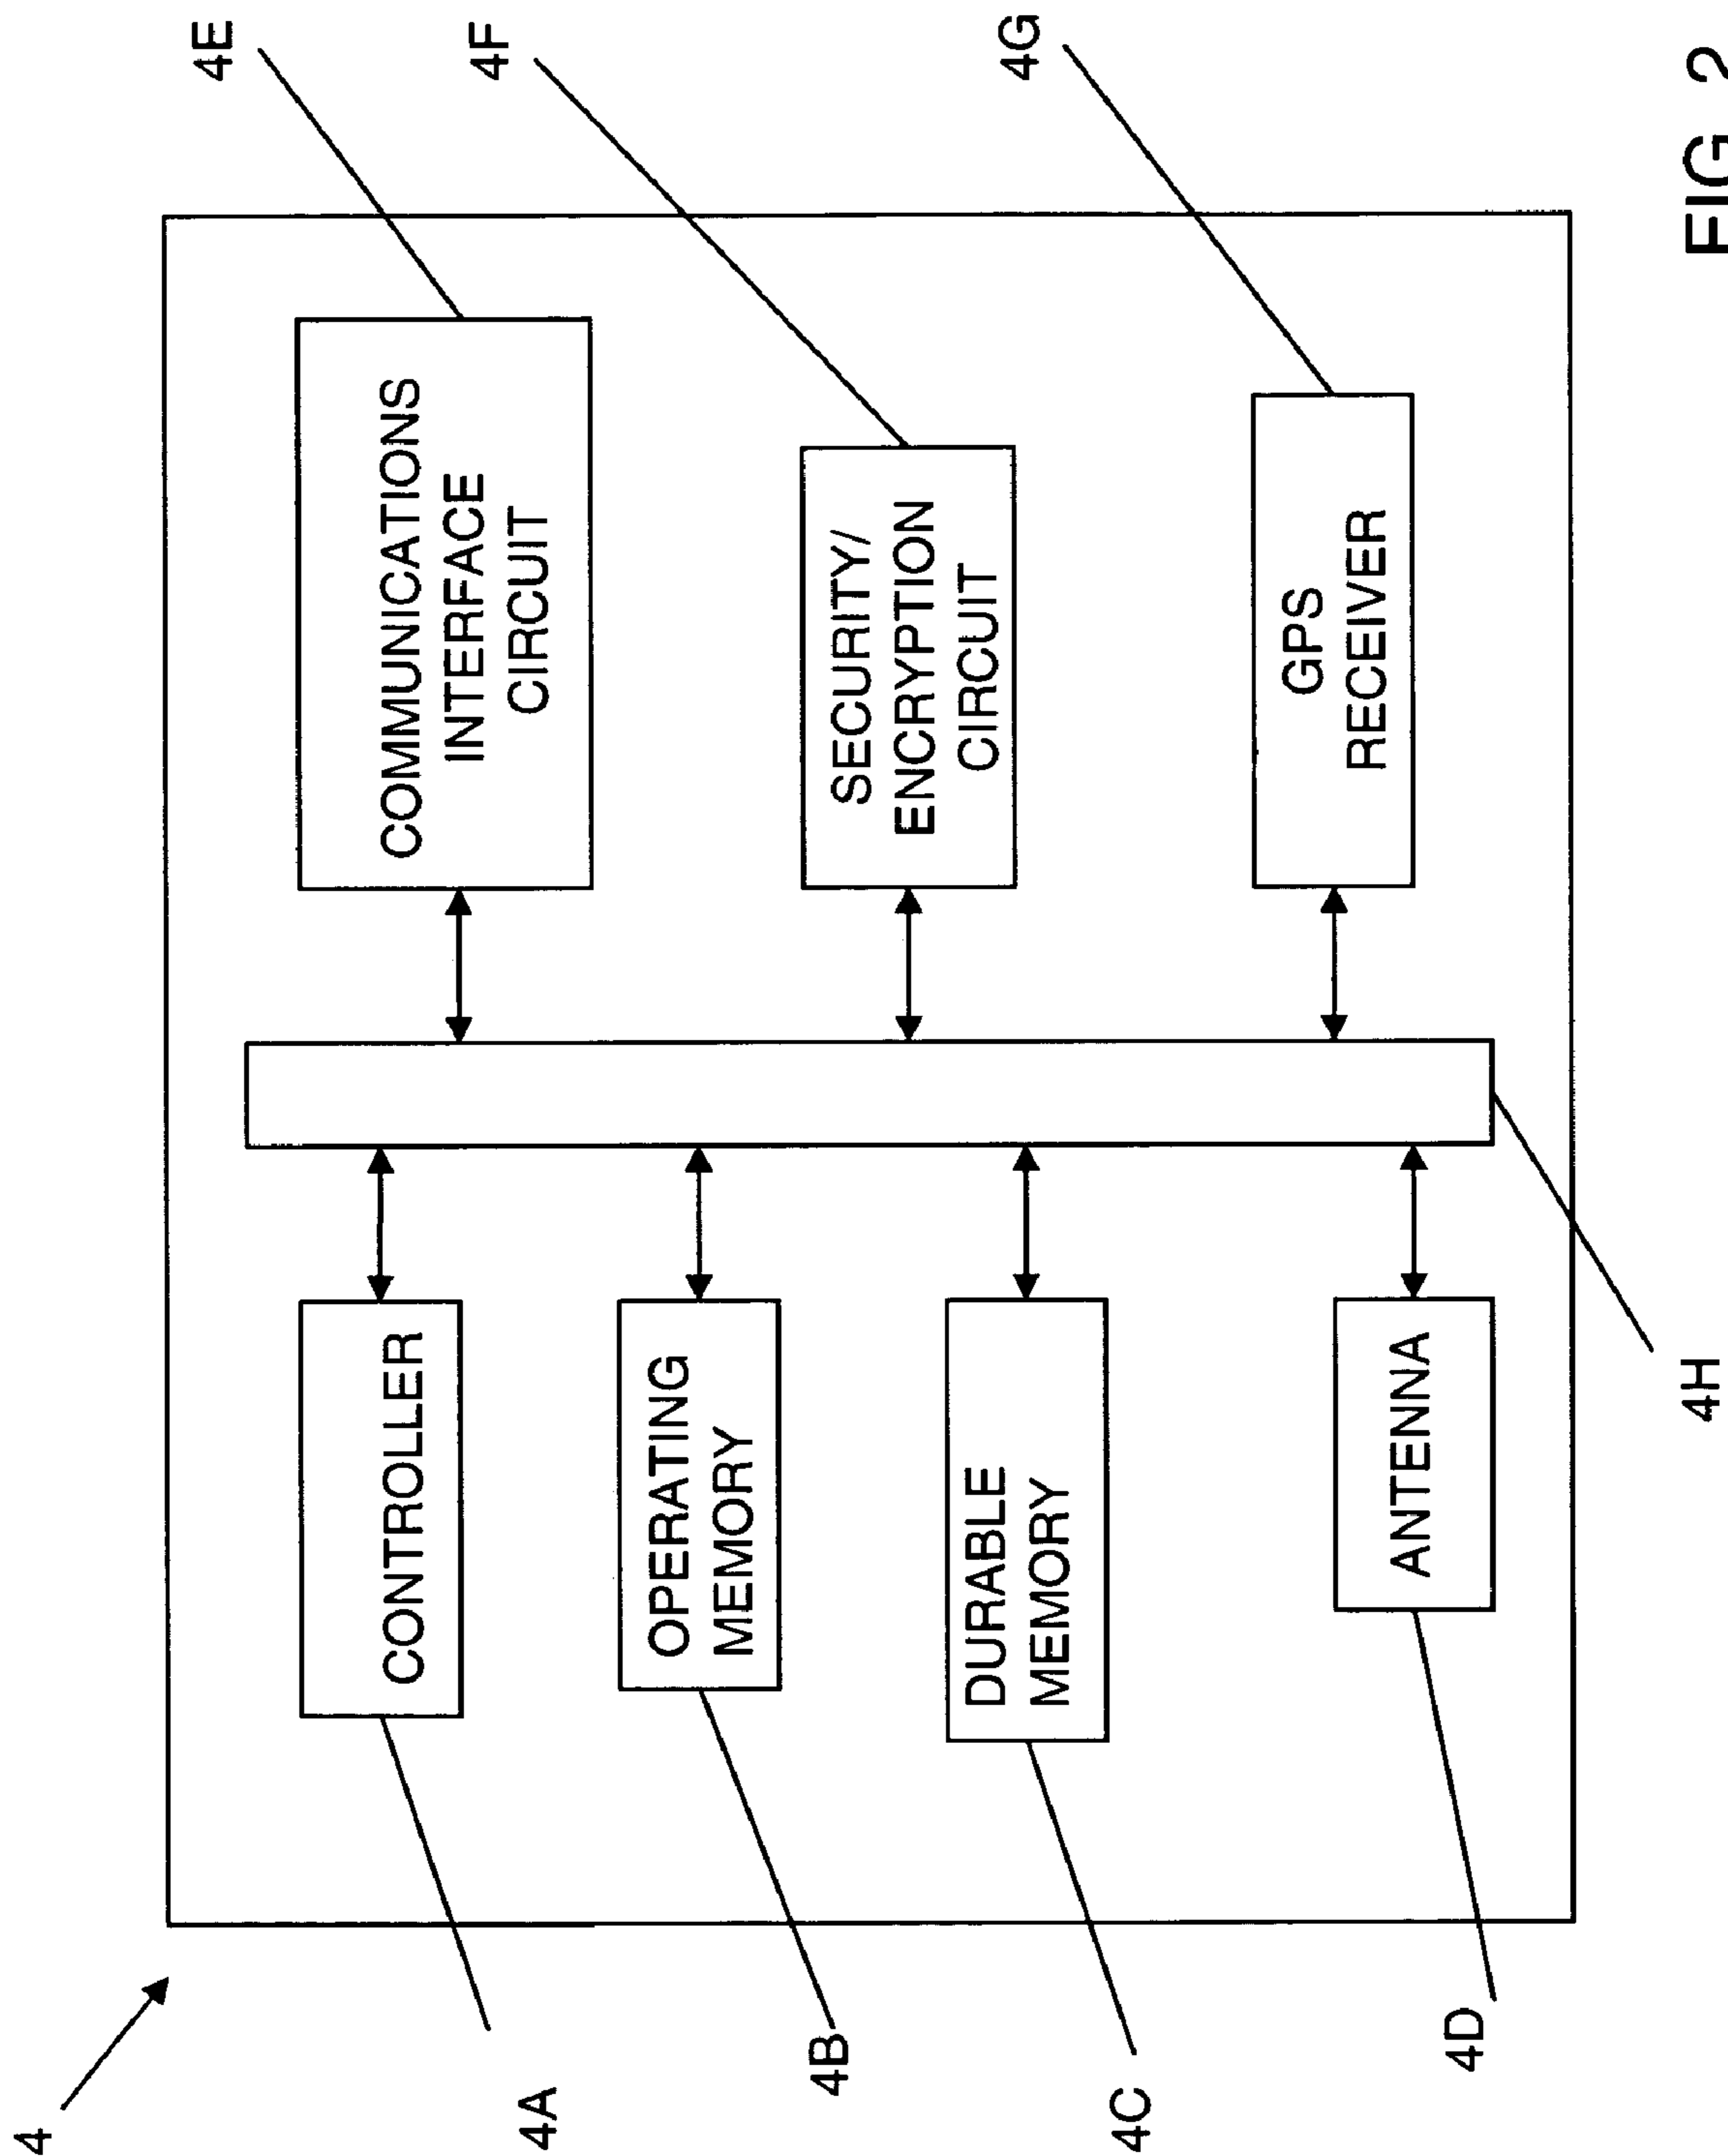 4
4A
CONTROLLER
4B
OPERATING
MEMORY
4C
DURABLE
MEMORY
4D
ANTENNA
COMMUNICATIONS
INTERFACE
CIRCUIT
4E
SECURITY/
ENCRYPTION
CIRCUIT
4F
GPS
RECEIVER
4G
4H
FIG. 2